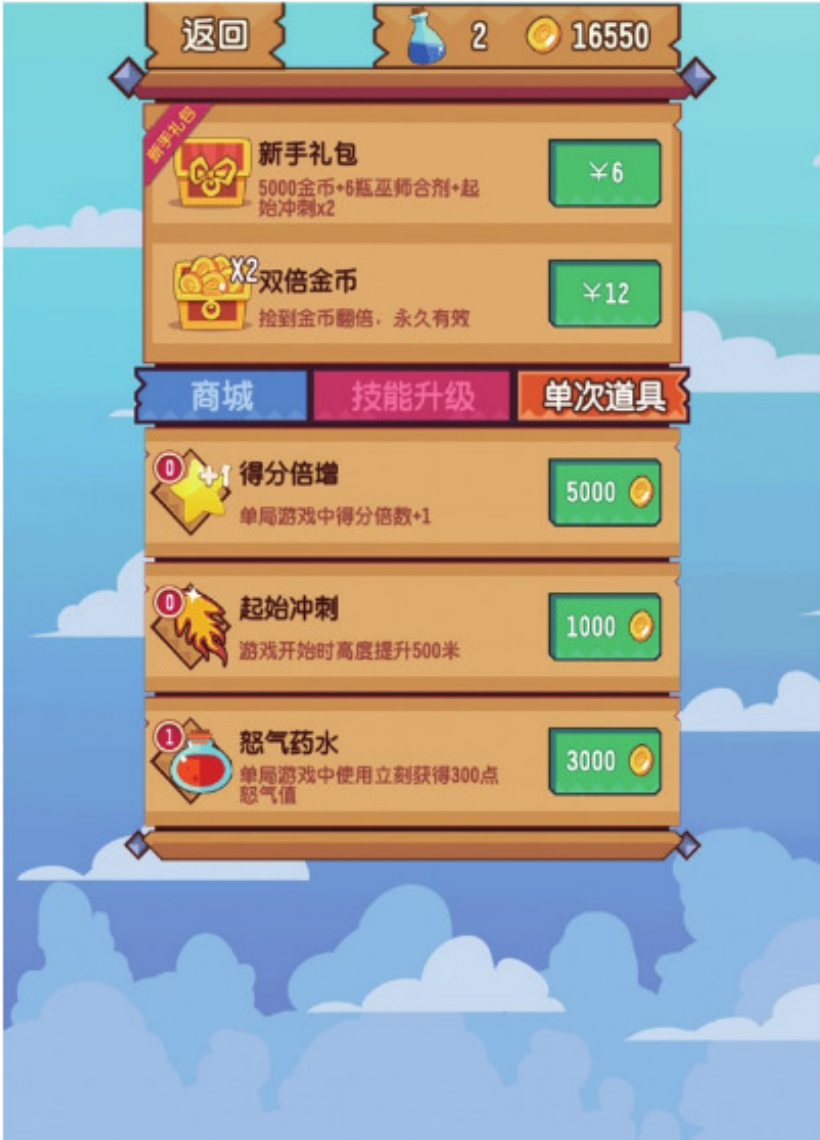 返回
2
16550
新手礼包
新手礼包
5000金币+6瓶巫师合剂+起
始冲刺x2
¥6
X2
双倍金币
捡到金币翻倍，永久有效
¥12
商城
技能升级
单次道具
0
+1
得分倍增
单局游戏中得分倍数+1
5000
0
起始冲刺
游戏开始时高度提升500米
1000
1
怒气药水
单局游戏中使用立刻获得300点
怒气值
3000